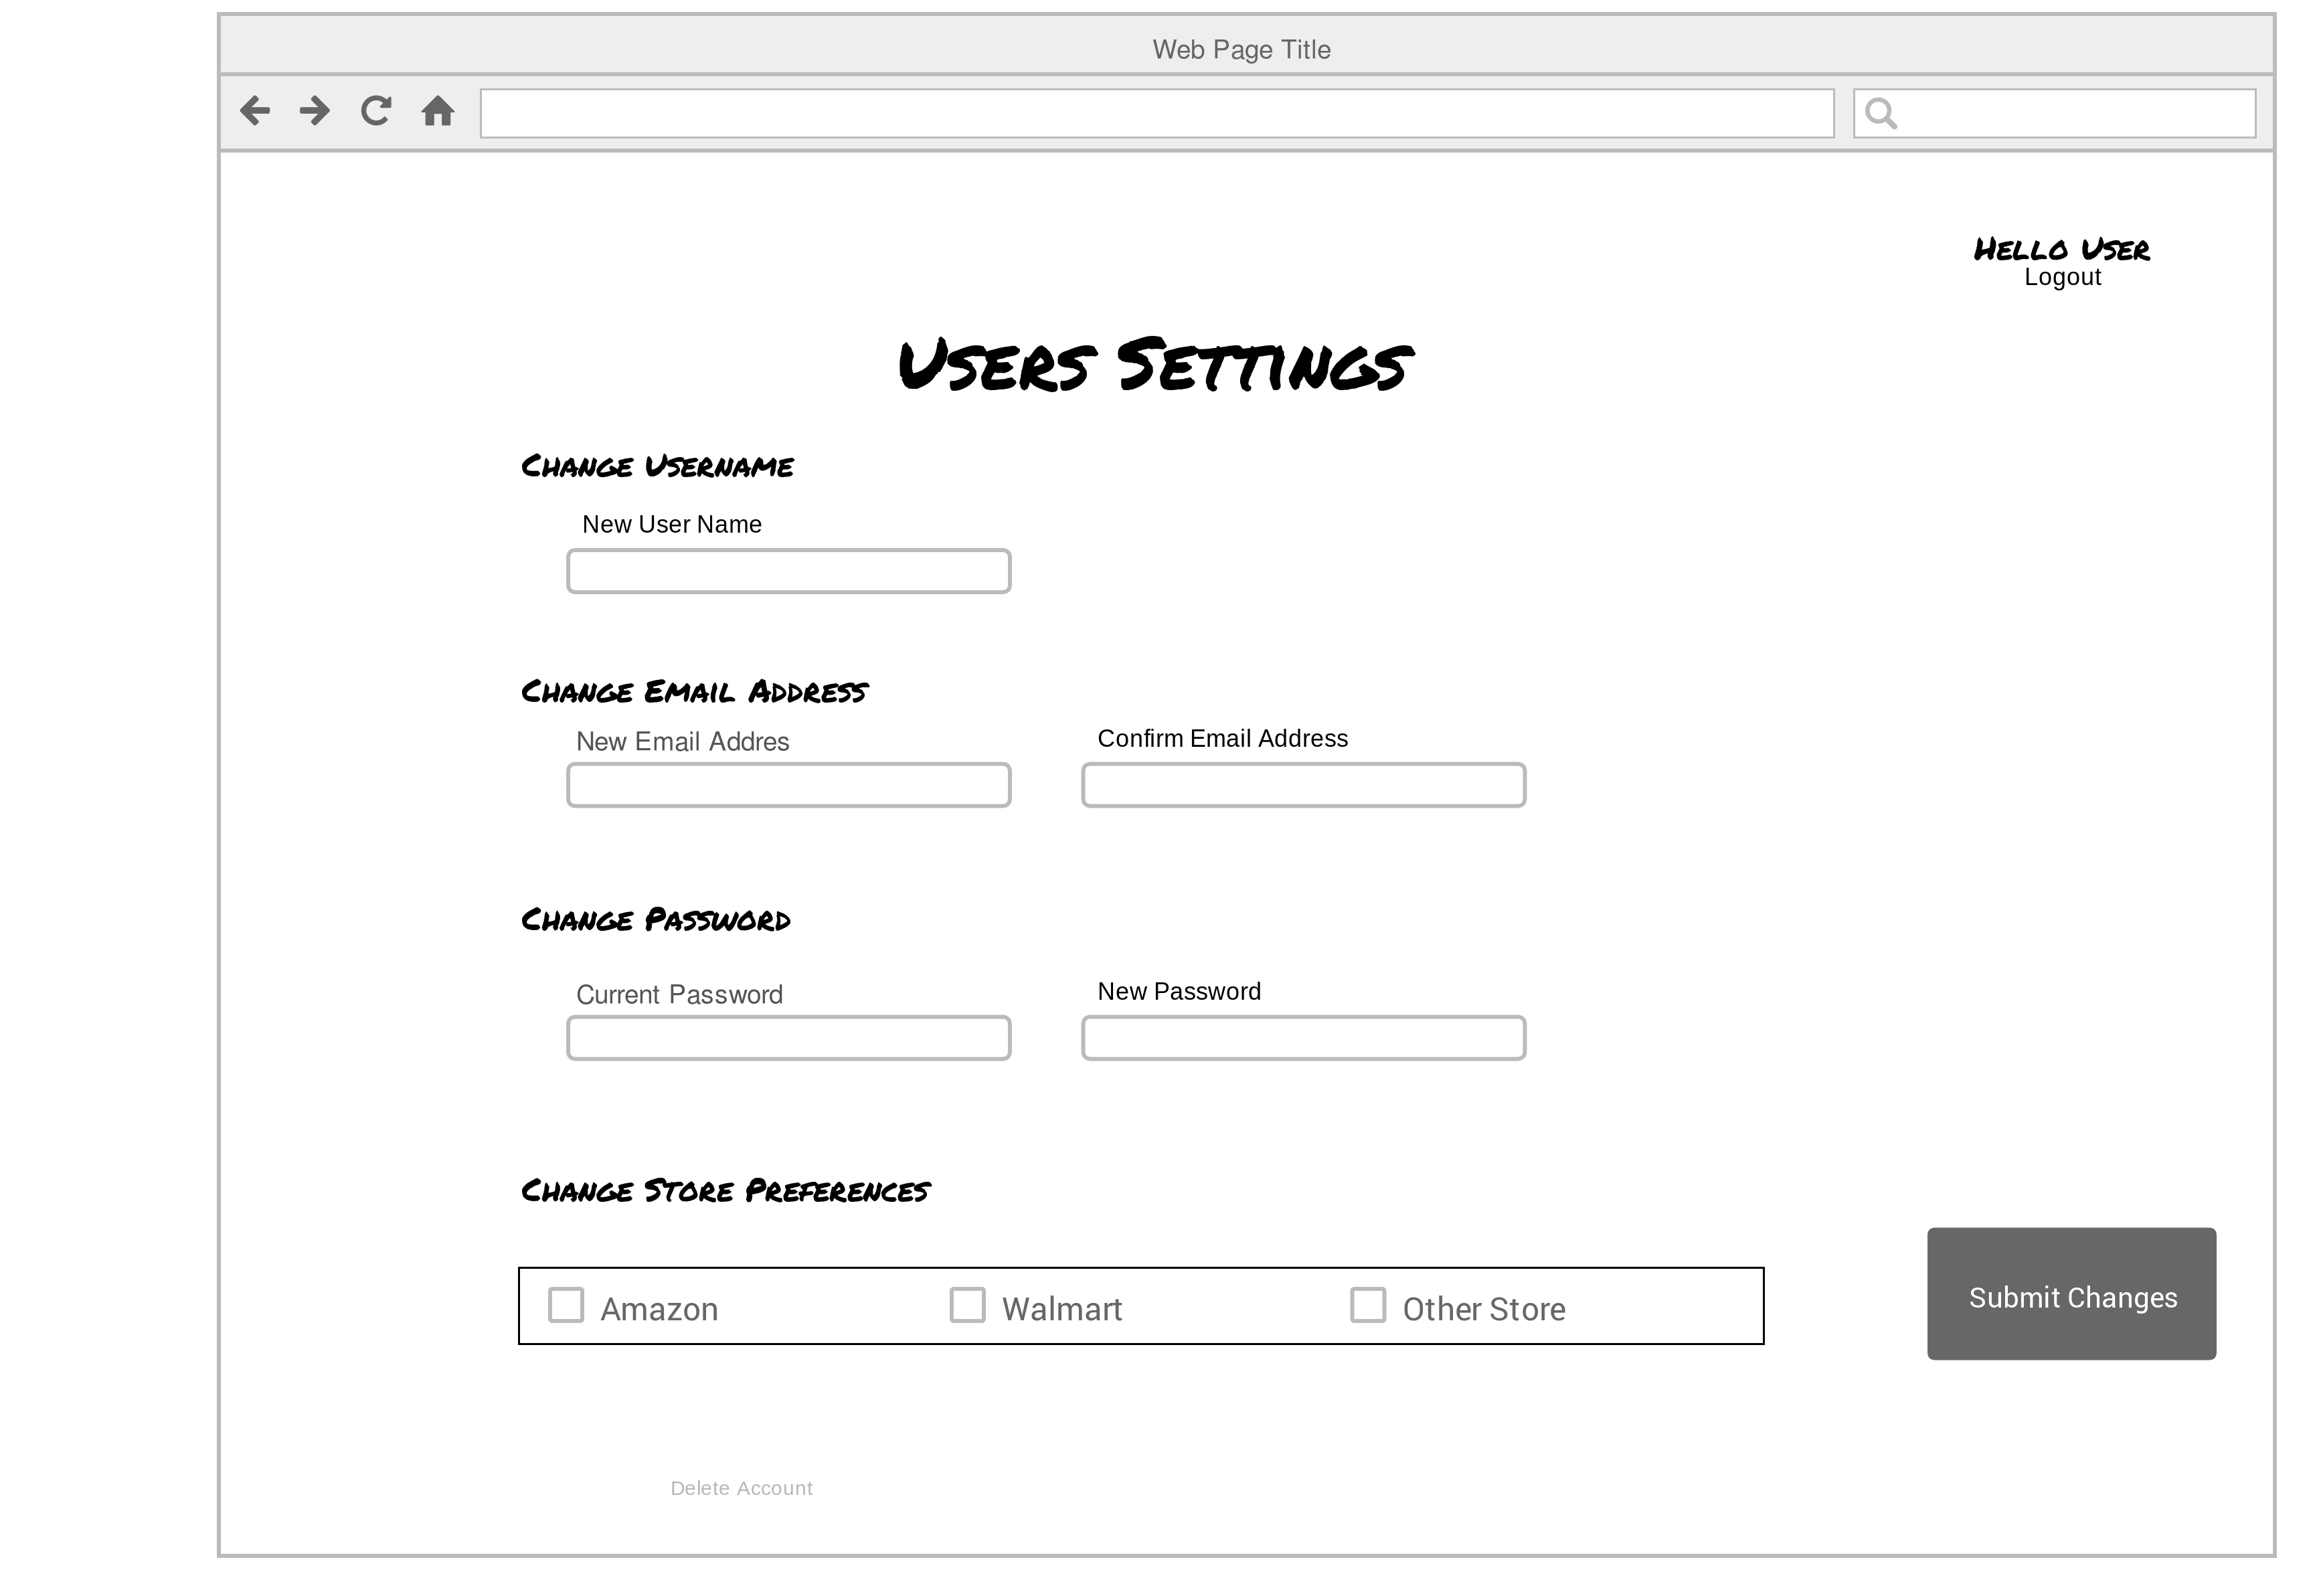 Web Page Title
Hello User
Logout
Users Settings
Change Username
New User Name
Change Email Address
New Email Addres
Confirm Email Address
Change Password
Current Password
New Password
Change Store Preferences
Amazon
Walmart
Other Store
Submit Changes
Delete Account